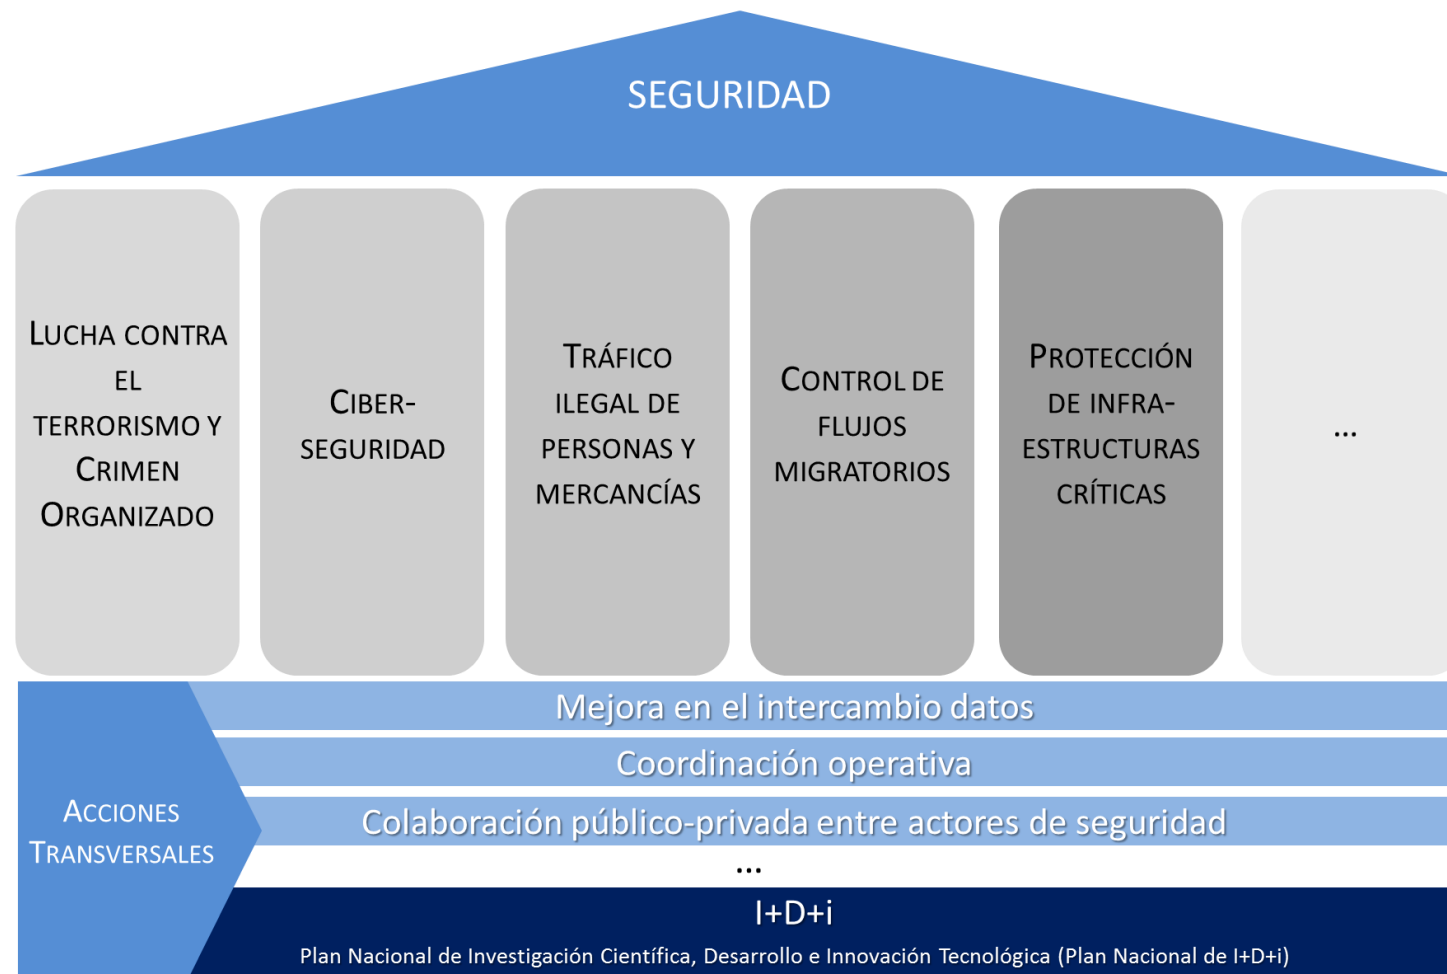 SEGURIDAD
LUCHA CONTRA
EL
TERRORISMO Y
CRIMEN
ORGANIZADO
CIBER-
SEGURIDAD
TRÁFICO
ILEGAL DE
PERSONAS Y
MERCANCÍAS
CONTROL DE
FLUJOS
MIGRATORIOS
PROTECCIÓN
DE INFRA-
ESTRUCTURAS
CRÍTICAS
...
ACCIONES
TRANSVERSALES
Mejora en el intercambio datos
Coordinación operativa
Colaboración público-privada entre actores de seguridad
...
I+D+i
Plan Nacional de Investigación Científica, Desarrollo e Innovación Tecnológica (Plan Nacional de I+D+i)